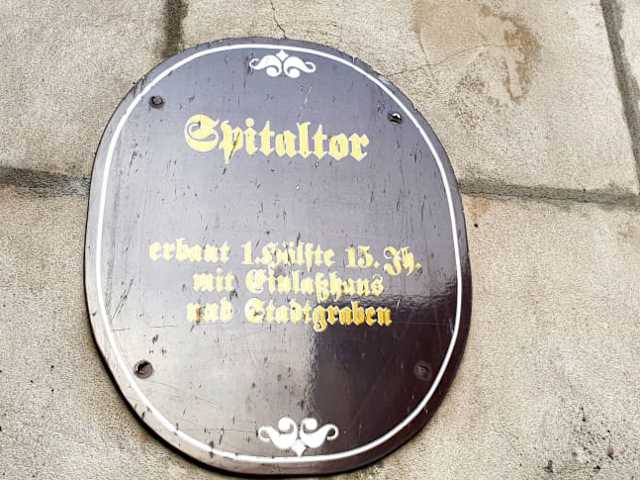 Spitaltor
erbaut 1.Hälfte 15. Jh.
mit Einlaßhaus
und Stadtgraben